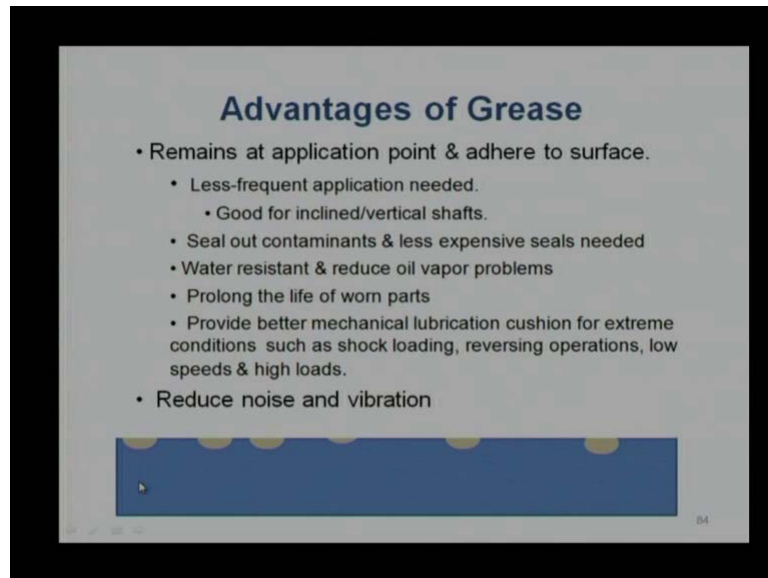 Advantages of Grease
• Remains at application point & adhere to surface.
• Less-frequent application needed.
• Good for inclined/vertical shafts.
• Seal out contaminants & less expensive seals needed
• Water resistant & reduce oil vapor problems
• Prolong the life of worn parts
• Provide better mechanical lubrication cushion for extreme
conditions such as shock loading, reversing operations, low
speeds & high loads.
• Reduce noise and vibration
84